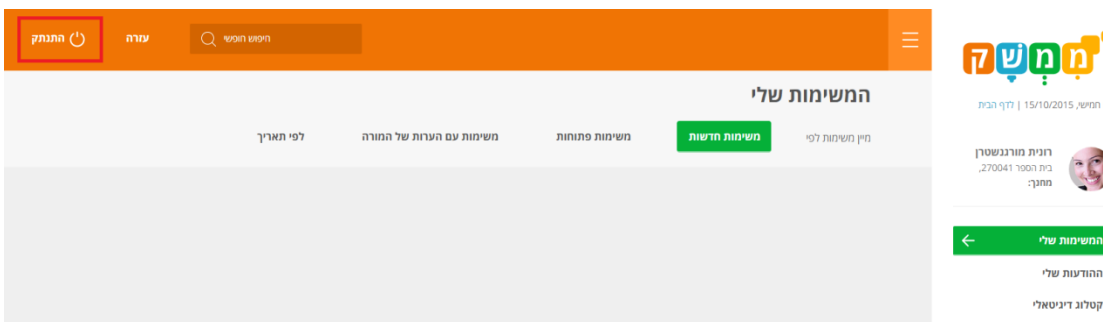 מִמְשָׁק
חמישי, 15/10/2015 | לדף הבית
רונית מורגנשטרן
בית הספר 270041,
מחנך:
המשימות שלי
ההודעות שלי
קטלוג דיגיטאלי
חיפוש חופשי
עזרה
התנתק
המשימות שלי
מיין משימות לפי
משימות חדשות
משימות פתוחות
משימות עם הערות של המורה
לפי תאריך